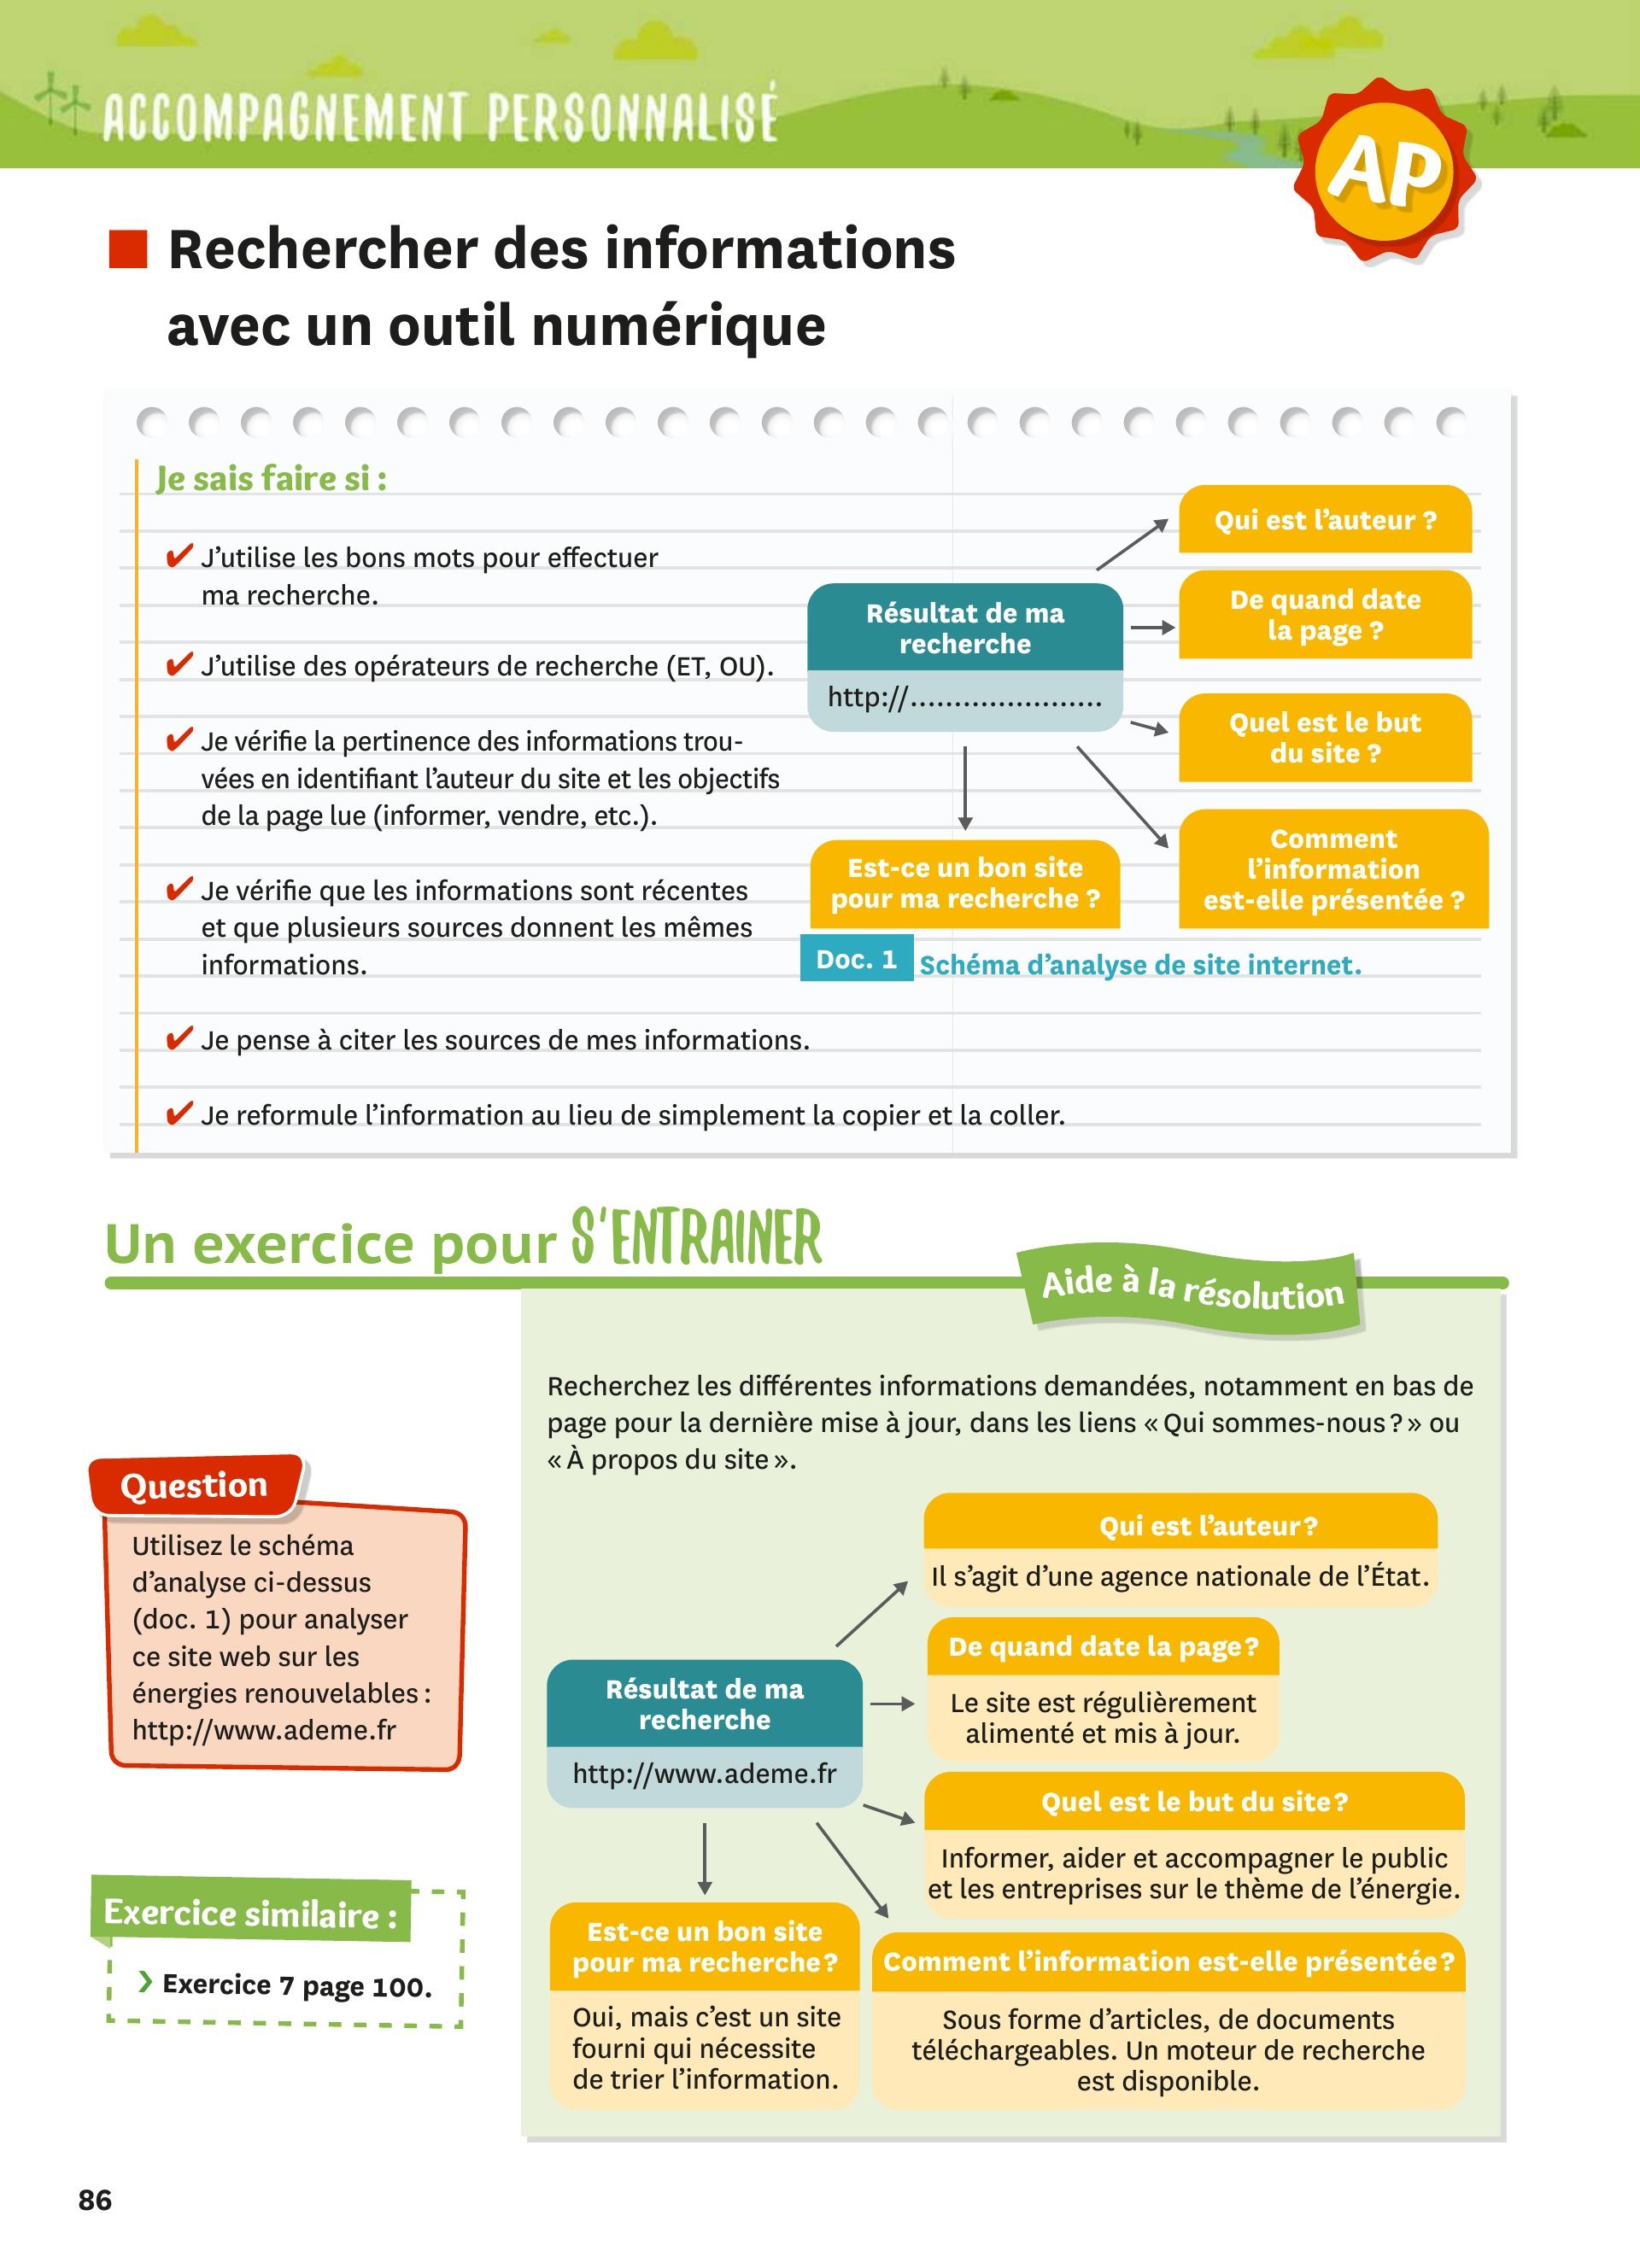 ACCOMPAGNEMENT PERSONNALISÉ
AP
Rechercher des informations
avec un outil numérique
Je sais faire si :
✔ J’utilise les bons mots pour effectuer
ma recherche.
✔ J’utilise des opérateurs de recherche (ET, OU).
✔ Je vérifie la pertinence des informations trou-
vées en identifiant l’auteur du site et les objectifs
de la page lue (informer, vendre, etc.).
✔ Je vérifie que les informations sont récentes
et que plusieurs sources donnent les mêmes
informations.
✔ Je pense à citer les sources de mes informations.
✔ Je reformule l’information au lieu de simplement la copier et la coller.
Résultat de ma
recherche
http://......................
Qui est l’auteur ?
De quand date
la page ?
Quel est le but
du site ?
Comment
l’information
est-elle présentée ?
Est-ce un bon site
pour ma recherche ?
Doc. 1 Schéma d’analyse de site internet.
Un exercice pour S'ENTRAINER
Question
Utilisez le schéma
d’analyse ci-dessus
(doc. 1) pour analyser
ce site web sur les
énergies renouvelables :
http://www.ademe.fr
Exercice similaire :
› Exercice 7 page 100.
Aide à la résolution
Recherchez les différentes informations demandées, notamment en bas de
page pour la dernière mise à jour, dans les liens « Qui sommes-nous ? » ou
« À propos du site ».
Résultat de ma
recherche
http://www.ademe.fr
Qui est l’auteur ?
Il s’agit d’une agence nationale de l’État.
De quand date la page ?
Le site est régulièrement
alimenté et mis à jour.
Quel est le but du site ?
Informer, aider et accompagner le public
et les entreprises sur le thème de l’énergie.
Comment l’information est-elle présentée ?
Sous forme d’articles, de documents
téléchargeables. Un moteur de recherche
est disponible.
Est-ce un bon site
pour ma recherche ?
Oui, mais c’est un site
fourni qui nécessite
de trier l’information.
86